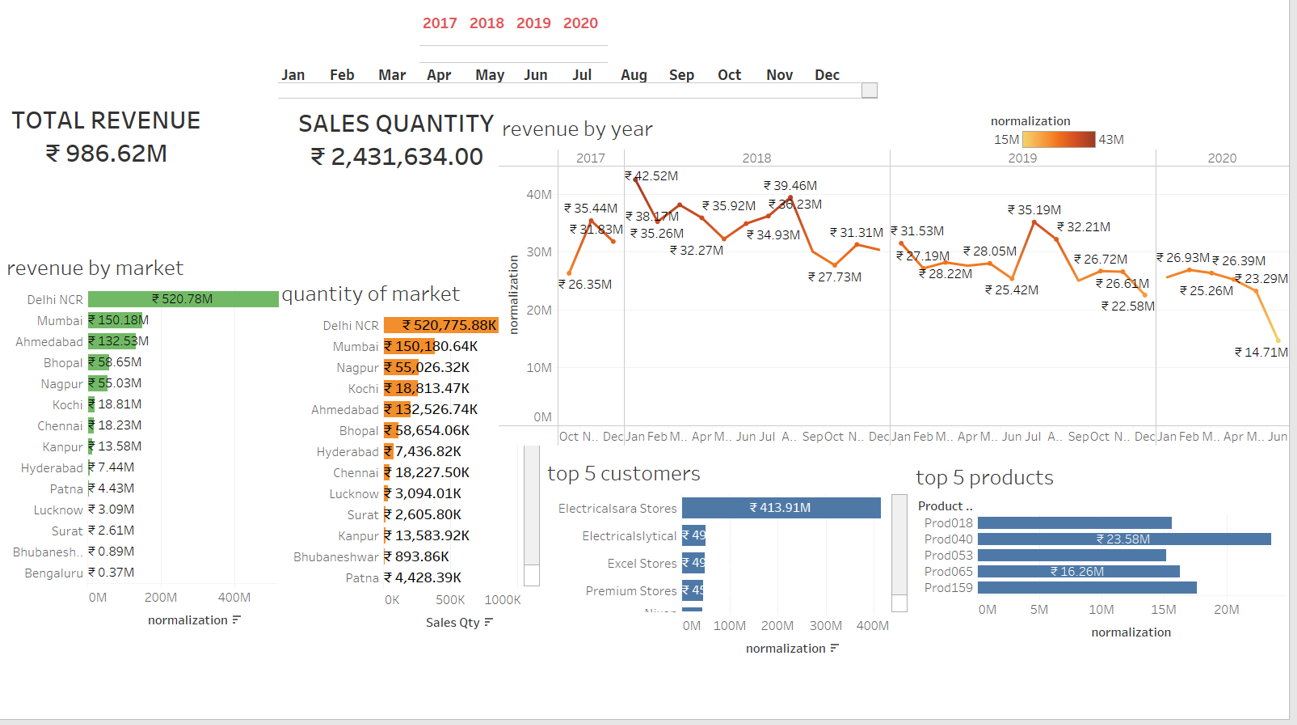 2017 2018 2019 2020
Jan Feb Mar Apr May Jun Jul Aug Sep Oct Nov Dec
TOTAL REVENUE
₹ 986.62M
SALES QUANTITY
₹ 2,431,634.00
revenue by year
normalization
15M 43M
2017 2018 2019 2020
normalization
40M
30M
20M
10M
0M
₹ 26.35M
₹ 35.44M
₹ 31.83M
₹ 42.52M
₹ 35.26M
₹ 38.17M
₹ 35.92M
₹ 32.27M
₹ 34.93M
₹ 36.23M
₹ 39.46M
₹ 27.73M
₹ 31.31M
₹ 31.53M
₹ 27.19M
₹ 28.22M
₹ 28.05M
₹ 25.42M
₹ 35.19M
₹ 32.21M
₹ 26.72M
₹ 26.61M
₹ 22.58M
₹ 26.93M
₹ 25.26M
₹ 26.39M
₹ 23.29M
₹ 14.71M
Oct N.. Dec Jan Feb M.. Apr M.. Jun Jul A.. Sep Oct N.. Dec Jan Feb M.. Apr M.. Jun Jul A.. Sep Oct N.. Dec Jan Feb M.. Apr M.. Jun
revenue by market
Delhi NCR ₹ 520.78M
Mumbai ₹ 150.18M
Ahmedabad ₹ 132.53M
Bhopal ₹ 58.65M
Nagpur ₹ 55.03M
Kochi ₹ 18.81M
Chennai ₹ 18.23M
Kanpur ₹ 13.58M
Hyderabad ₹ 7.44M
Patna ₹ 4.43M
Lucknow ₹ 3.09M
Surat ₹ 2.61M
Bhubanesh.. ₹ 0.89M
Bengaluru ₹ 0.37M
0M 200M 400M
normalization
quantity of market
Delhi NCR ₹ 520,775.88K
Mumbai ₹ 150,180.64K
Nagpur ₹ 55,026.32K
Kochi ₹ 18,813.47K
Ahmedabad ₹ 132,526.74K
Bhopal ₹ 58,654.06K
Hyderabad ₹ 7,436.82K
Chennai ₹ 18,227.50K
Lucknow ₹ 3,094.01K
Surat ₹ 2,605.80K
Kanpur ₹ 13,583.92K
Bhubaneshwar ₹ 893.86K
Patna ₹ 4,428.39K
0K 500K 1000K
Sales Qty
top 5 customers
Electricalsara Stores ₹ 413.91M
Electricalslytical ₹ 49
Excel Stores ₹ 49
Premium Stores ₹ 45
0M 100M 200M 300M 400M
normalization
top 5 products
Product ..
Prod018
Prod040 ₹ 23.58M
Prod053
Prod065 ₹ 16.26M
Prod159
0M 5M 10M 15M 20M
normalization